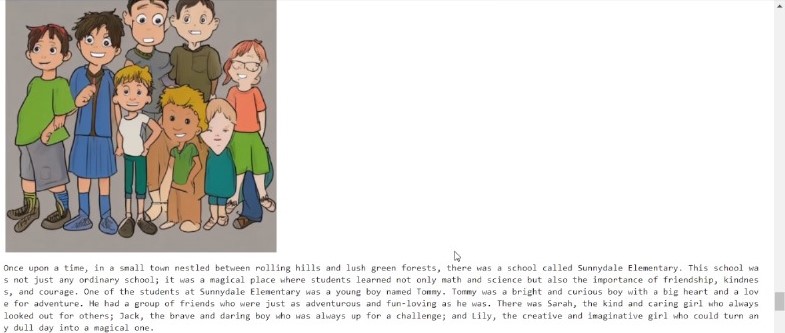 Once upon a time, in a small town nestled between rolling hills and lush green forests, there was a school called Sunnydale Elementary. This school wa
s not just any ordinary school; it was a magical place where students learned not only math and science but also the importance of friendship, kindnes
s, and courage. One of the students at Sunnydale Elementary was a young boy named Tommy. Tommy was a bright and curious boy with a big heart and a lov
e for adventure. He had a group of friends who were just as adventurous and fun-loving as he was. There was Sarah, the kind and caring girl who always
looked out for others; Jack, the brave and daring boy who was always up for a challenge; and Lily, the creative and imaginative girl who could turn an
y dull day into a magical one.